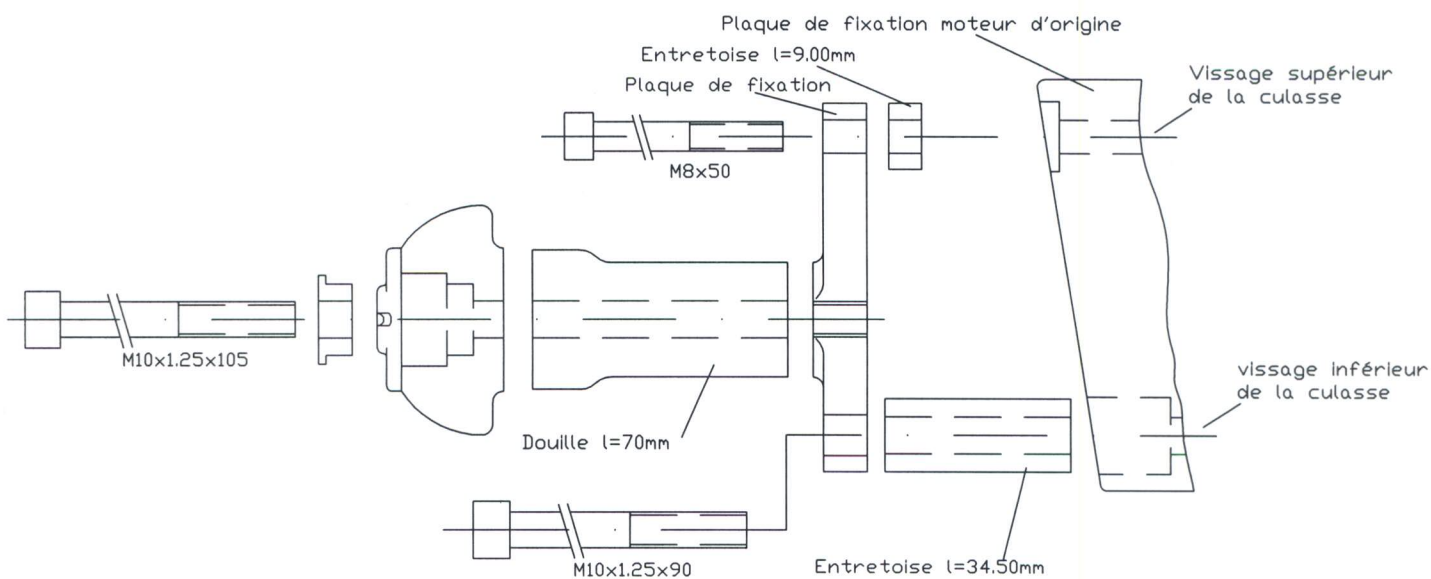 Plaque de fixation moteur d'origine
Entretoise l=9.00mm
Plaque de fixation
Vissage supérieur
de la culasse
M8x50
M10x1.25x105
vissage inférieur
de la culasse
Douille l=70mm
Entretoise l=34.50mm
M10x1.25x90